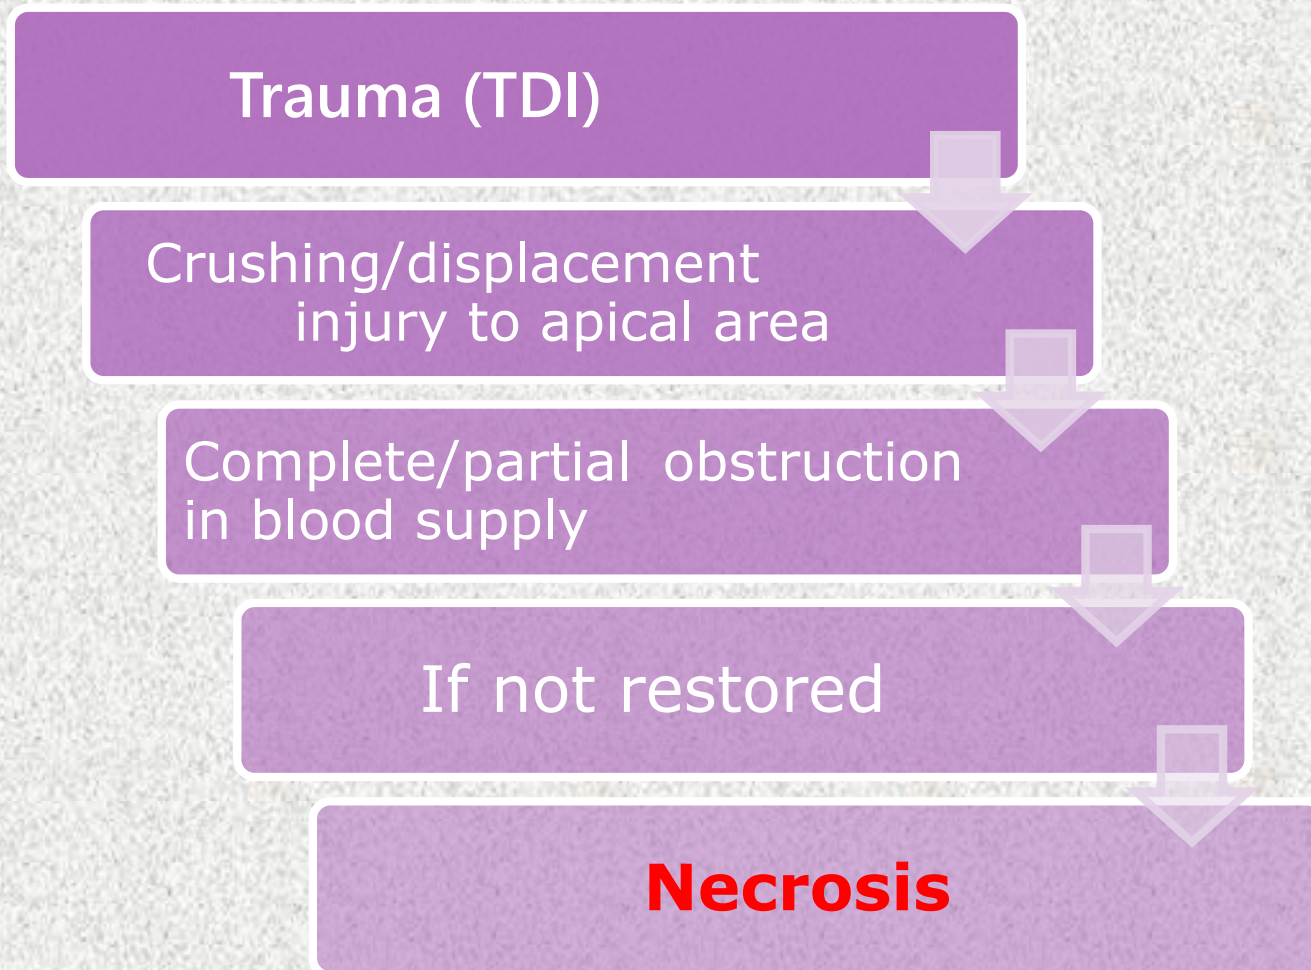 Trauma (TDI)
Crushing/displacement
injury to apical area
Complete/partial obstruction
in blood supply
If not restored
Necrosis